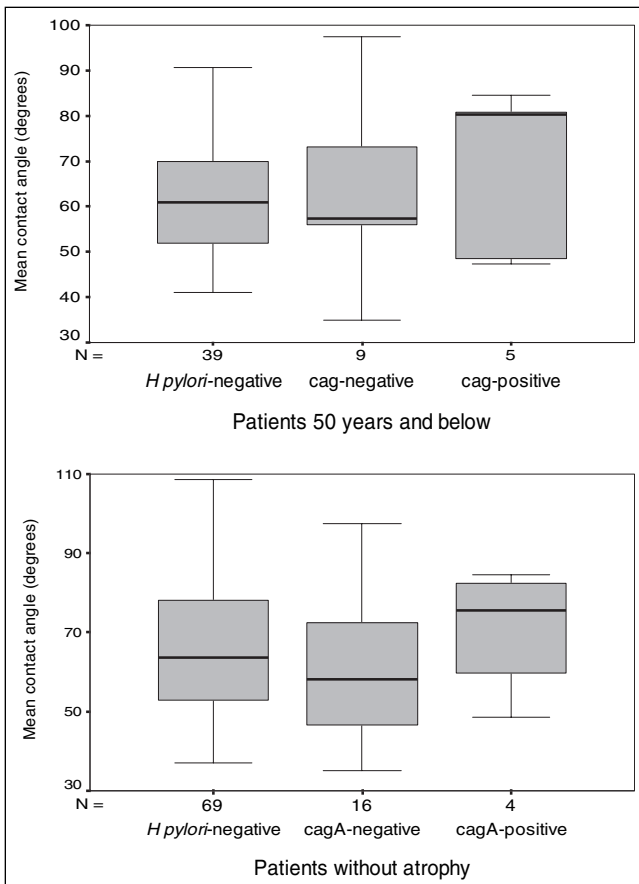 Mean contact angle (degrees)
100
90
80
70
60
50
40
30
N = 39 9 5
H pylori-negative cag-negative cag-positive
Patients 50 years and below
Mean contact angle (degrees)
110
90
70
50
30
N = 69 16 4
H pylori-negative cagA-negative cagA-positive
Patients without atrophy